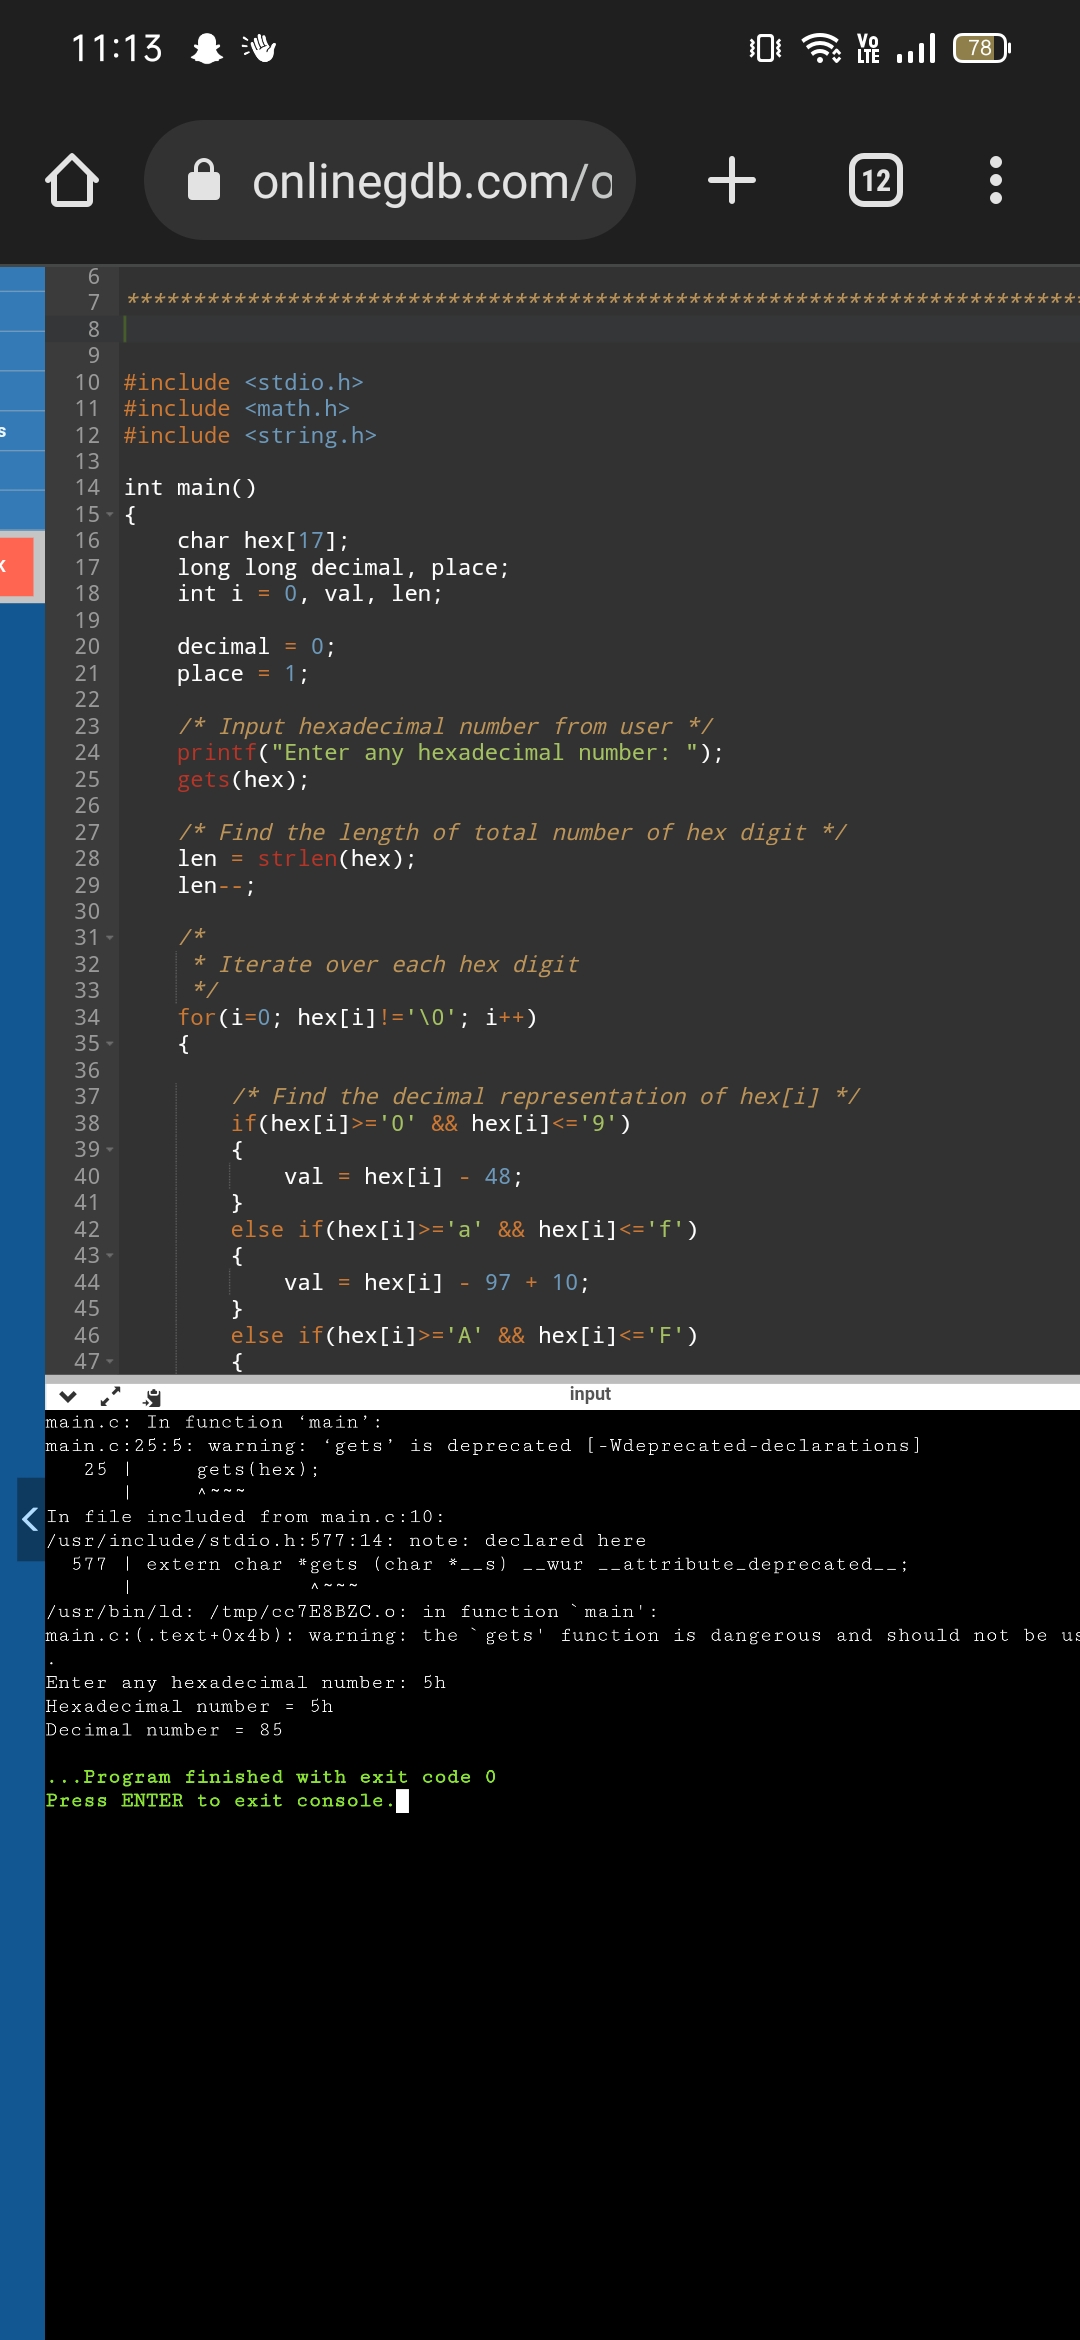 11:13 Vo LTE 78
onlinegdb.com/o 12
6
7 ***********************************************************************
8
9
10 #include <stdio.h>
11 #include <math.h>
12 #include <string.h>
13
14 int main()
15 {
16 char hex[17];
17 long long decimal, place;
18 int i = 0, val, len;
19
20 decimal = 0;
21 place = 1;
22
23 /* Input hexadecimal number from user */
24 printf("Enter any hexadecimal number: ");
25 gets(hex);
26
27 /* Find the length of total number of hex digit */
28 len = strlen(hex);
29 len--;
30
31 /*
32 * Iterate over each hex digit
33 */
34 for(i=0; hex[i]!='\0'; i++)
35 {
36
37 /* Find the decimal representation of hex[i] */
38 if(hex[i]>='0' && hex[i]<='9')
39 {
40 val = hex[i] - 48;
41 }
42 else if(hex[i]>='a' && hex[i]<='f')
43 {
44 val = hex[i] - 97 + 10;
45 }
46 else if(hex[i]>='A' && hex[i]<='F')
47 {
input
main.c: In function ‘main’:
main.c:25:5: warning: ‘gets’ is deprecated [-Wdeprecated-declarations]
25 | gets(hex);
| ^~~~
In file included from main.c:10:
/usr/include/stdio.h:577:14: note: declared here
577 | extern char *gets (char *__s) __wur __attribute_deprecated__;
| ^~~~
/usr/bin/ld: /tmp/cc7E8BZC.o: in function `main':
main.c:(.text+0x4b): warning: the `gets' function is dangerous and should not be us
.
Enter any hexadecimal number: 5h
Hexadecimal number = 5h
Decimal number = 85
...Program finished with exit code 0
Press ENTER to exit console.